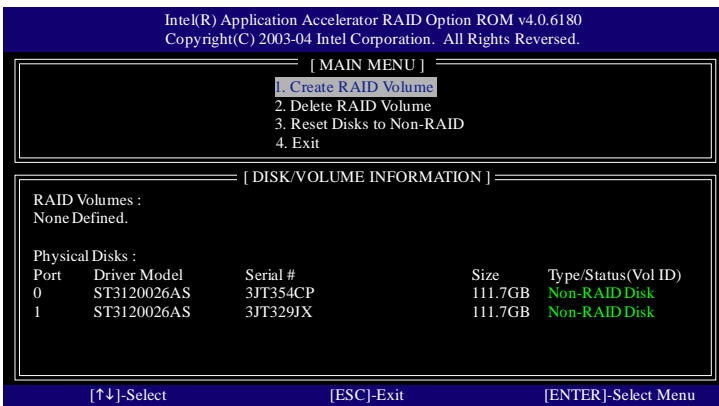 Intel(R) Application Accelerator RAID Option ROM v4.0.6180
Copyright(C) 2003-04 Intel Corporation.  All Rights Reversed.
[ MAIN MENU ]
1. Create RAID Volume
2. Delete RAID Volume
3. Reset Disks to Non-RAID
4. Exit
[ DISK/VOLUME INFORMATION ]
RAID Volumes :
None Defined.
Physical Disks :
Port Driver Model Serial # Size Type/Status(Vol ID)
0 ST3120026AS 3JT354CP 111.7GB Non-RAID Disk
1 ST3120026AS 3JT329JX 111.7GB Non-RAID Disk
[↑↓]-Select [ESC]-Exit [ENTER]-Select Menu